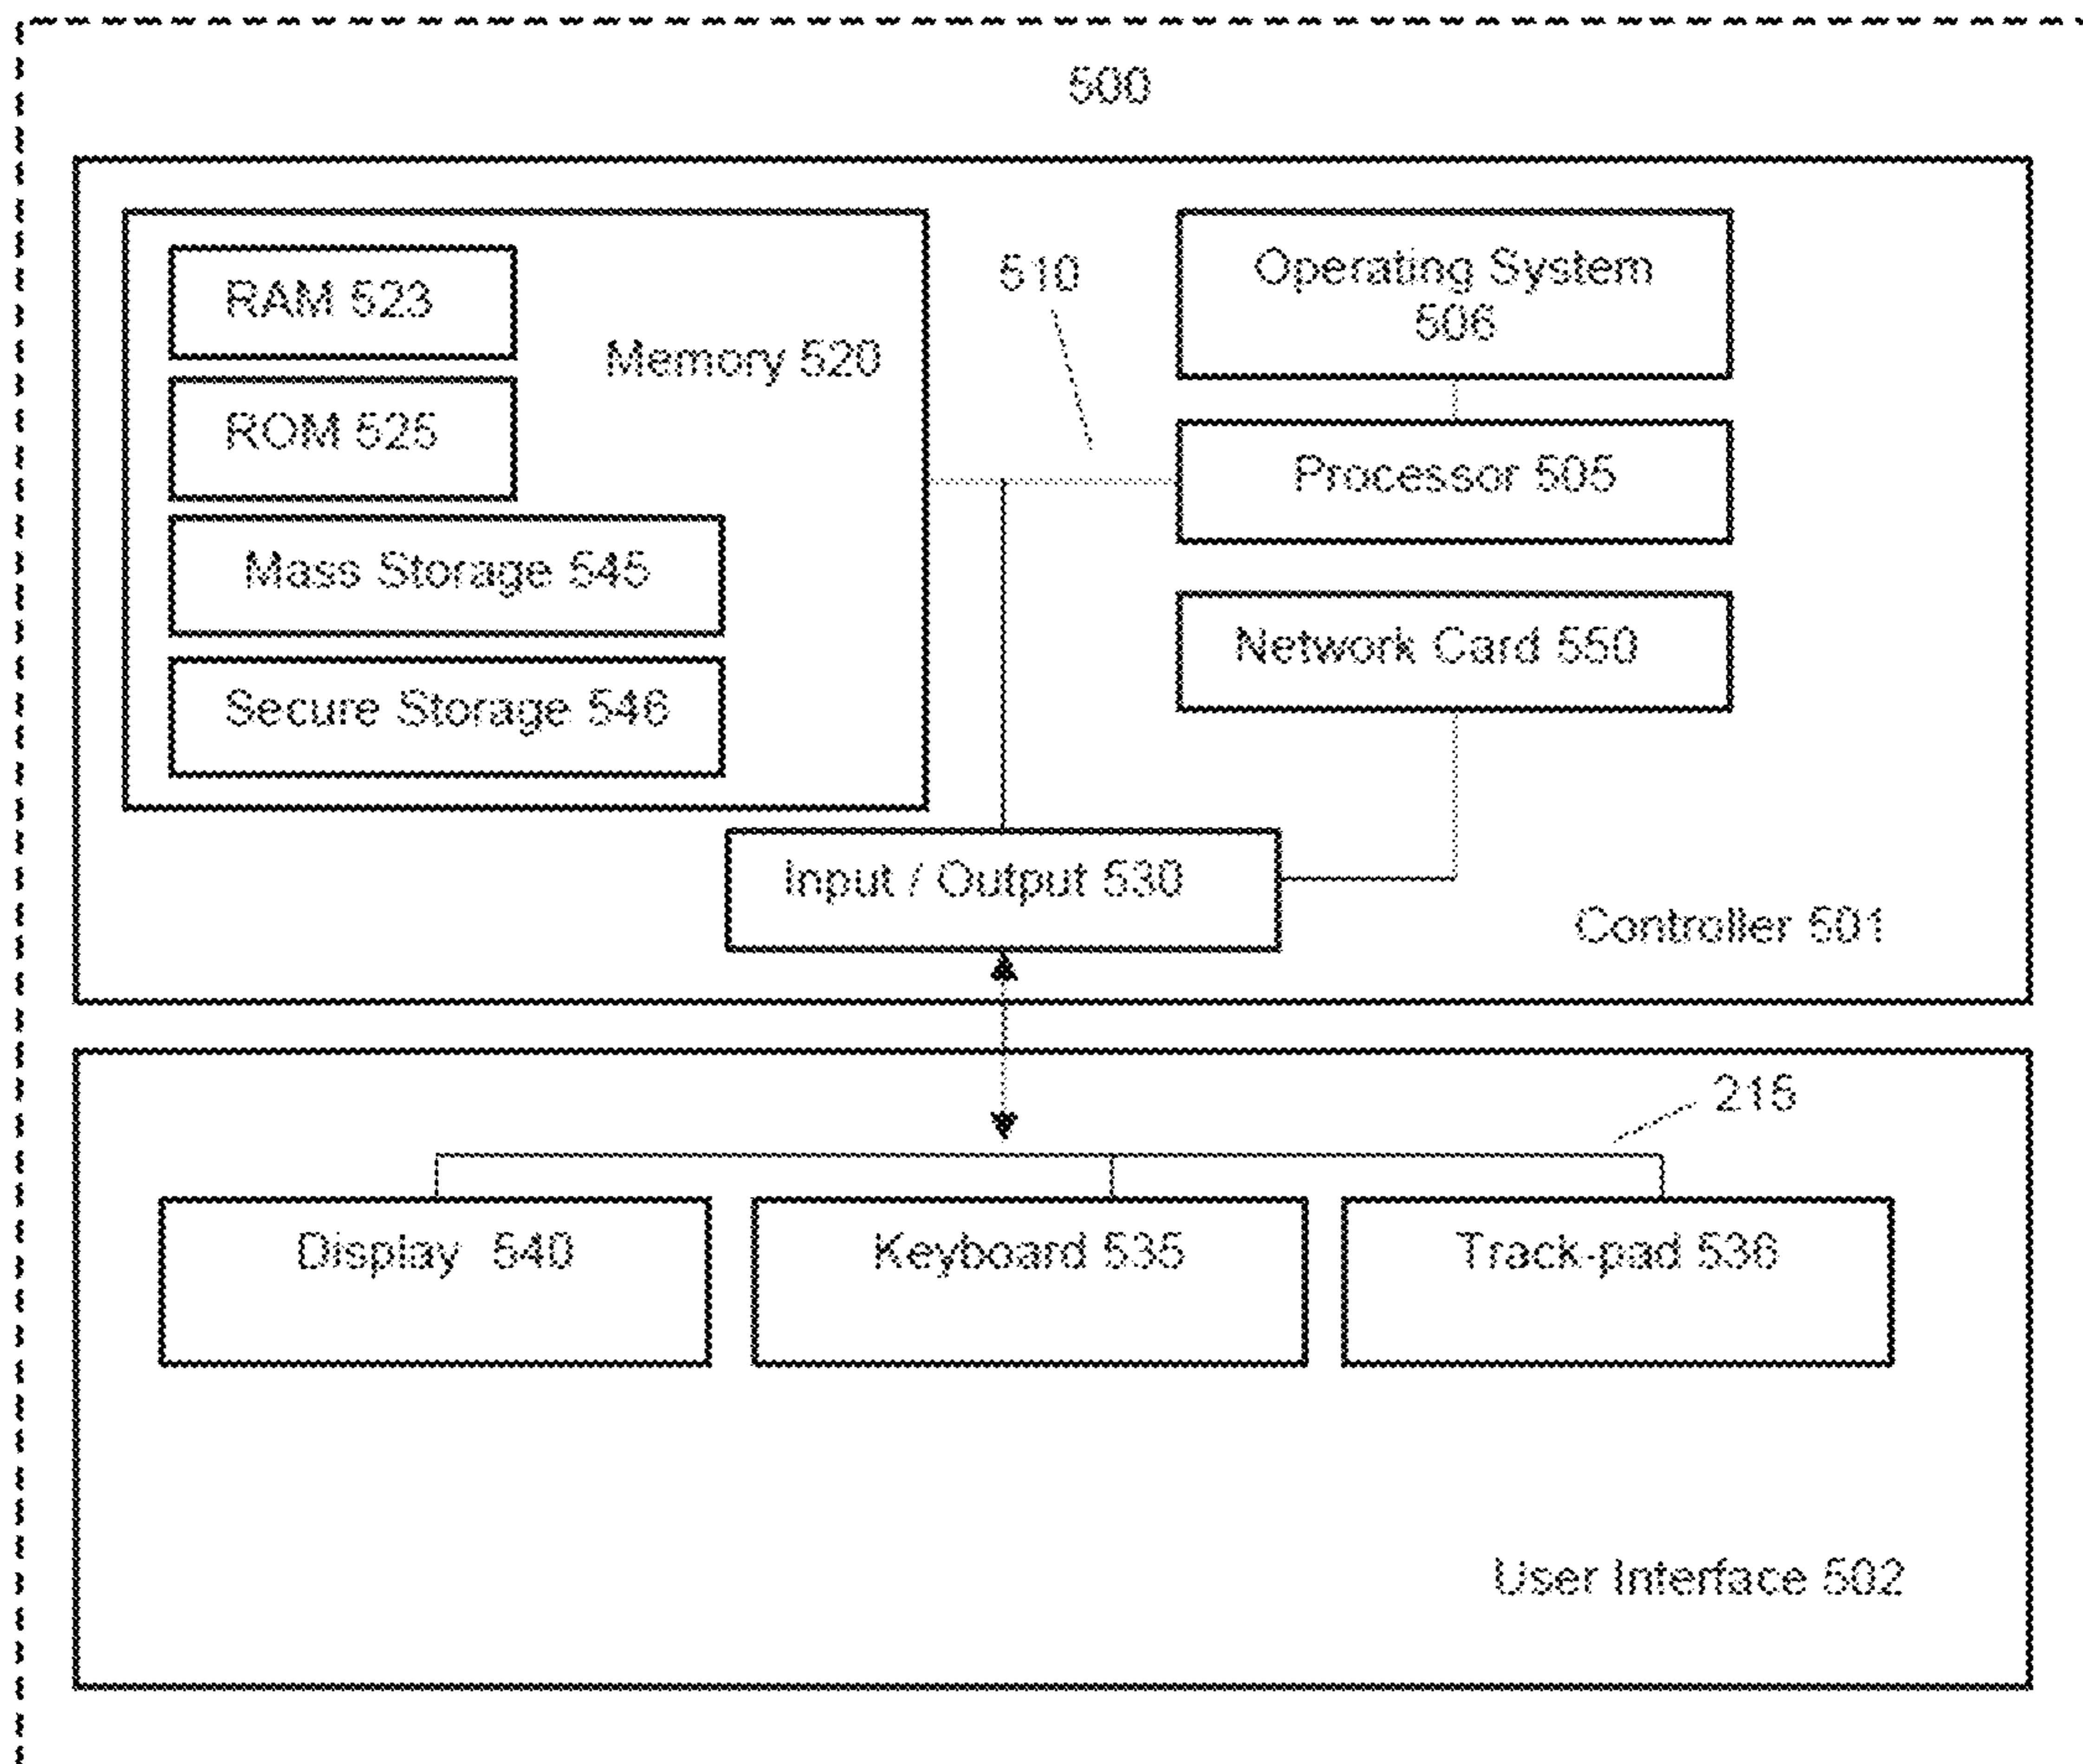 500
RAM 523
Memory 520
ROM 525
Mass Storage 545
Secure Storage 546
510
Operating System
506
Processor 505
Network Card 550
Input / Output 530
Controller 501
215
Display 540
Keyboard 535
Track-pad 536
User Interface 502